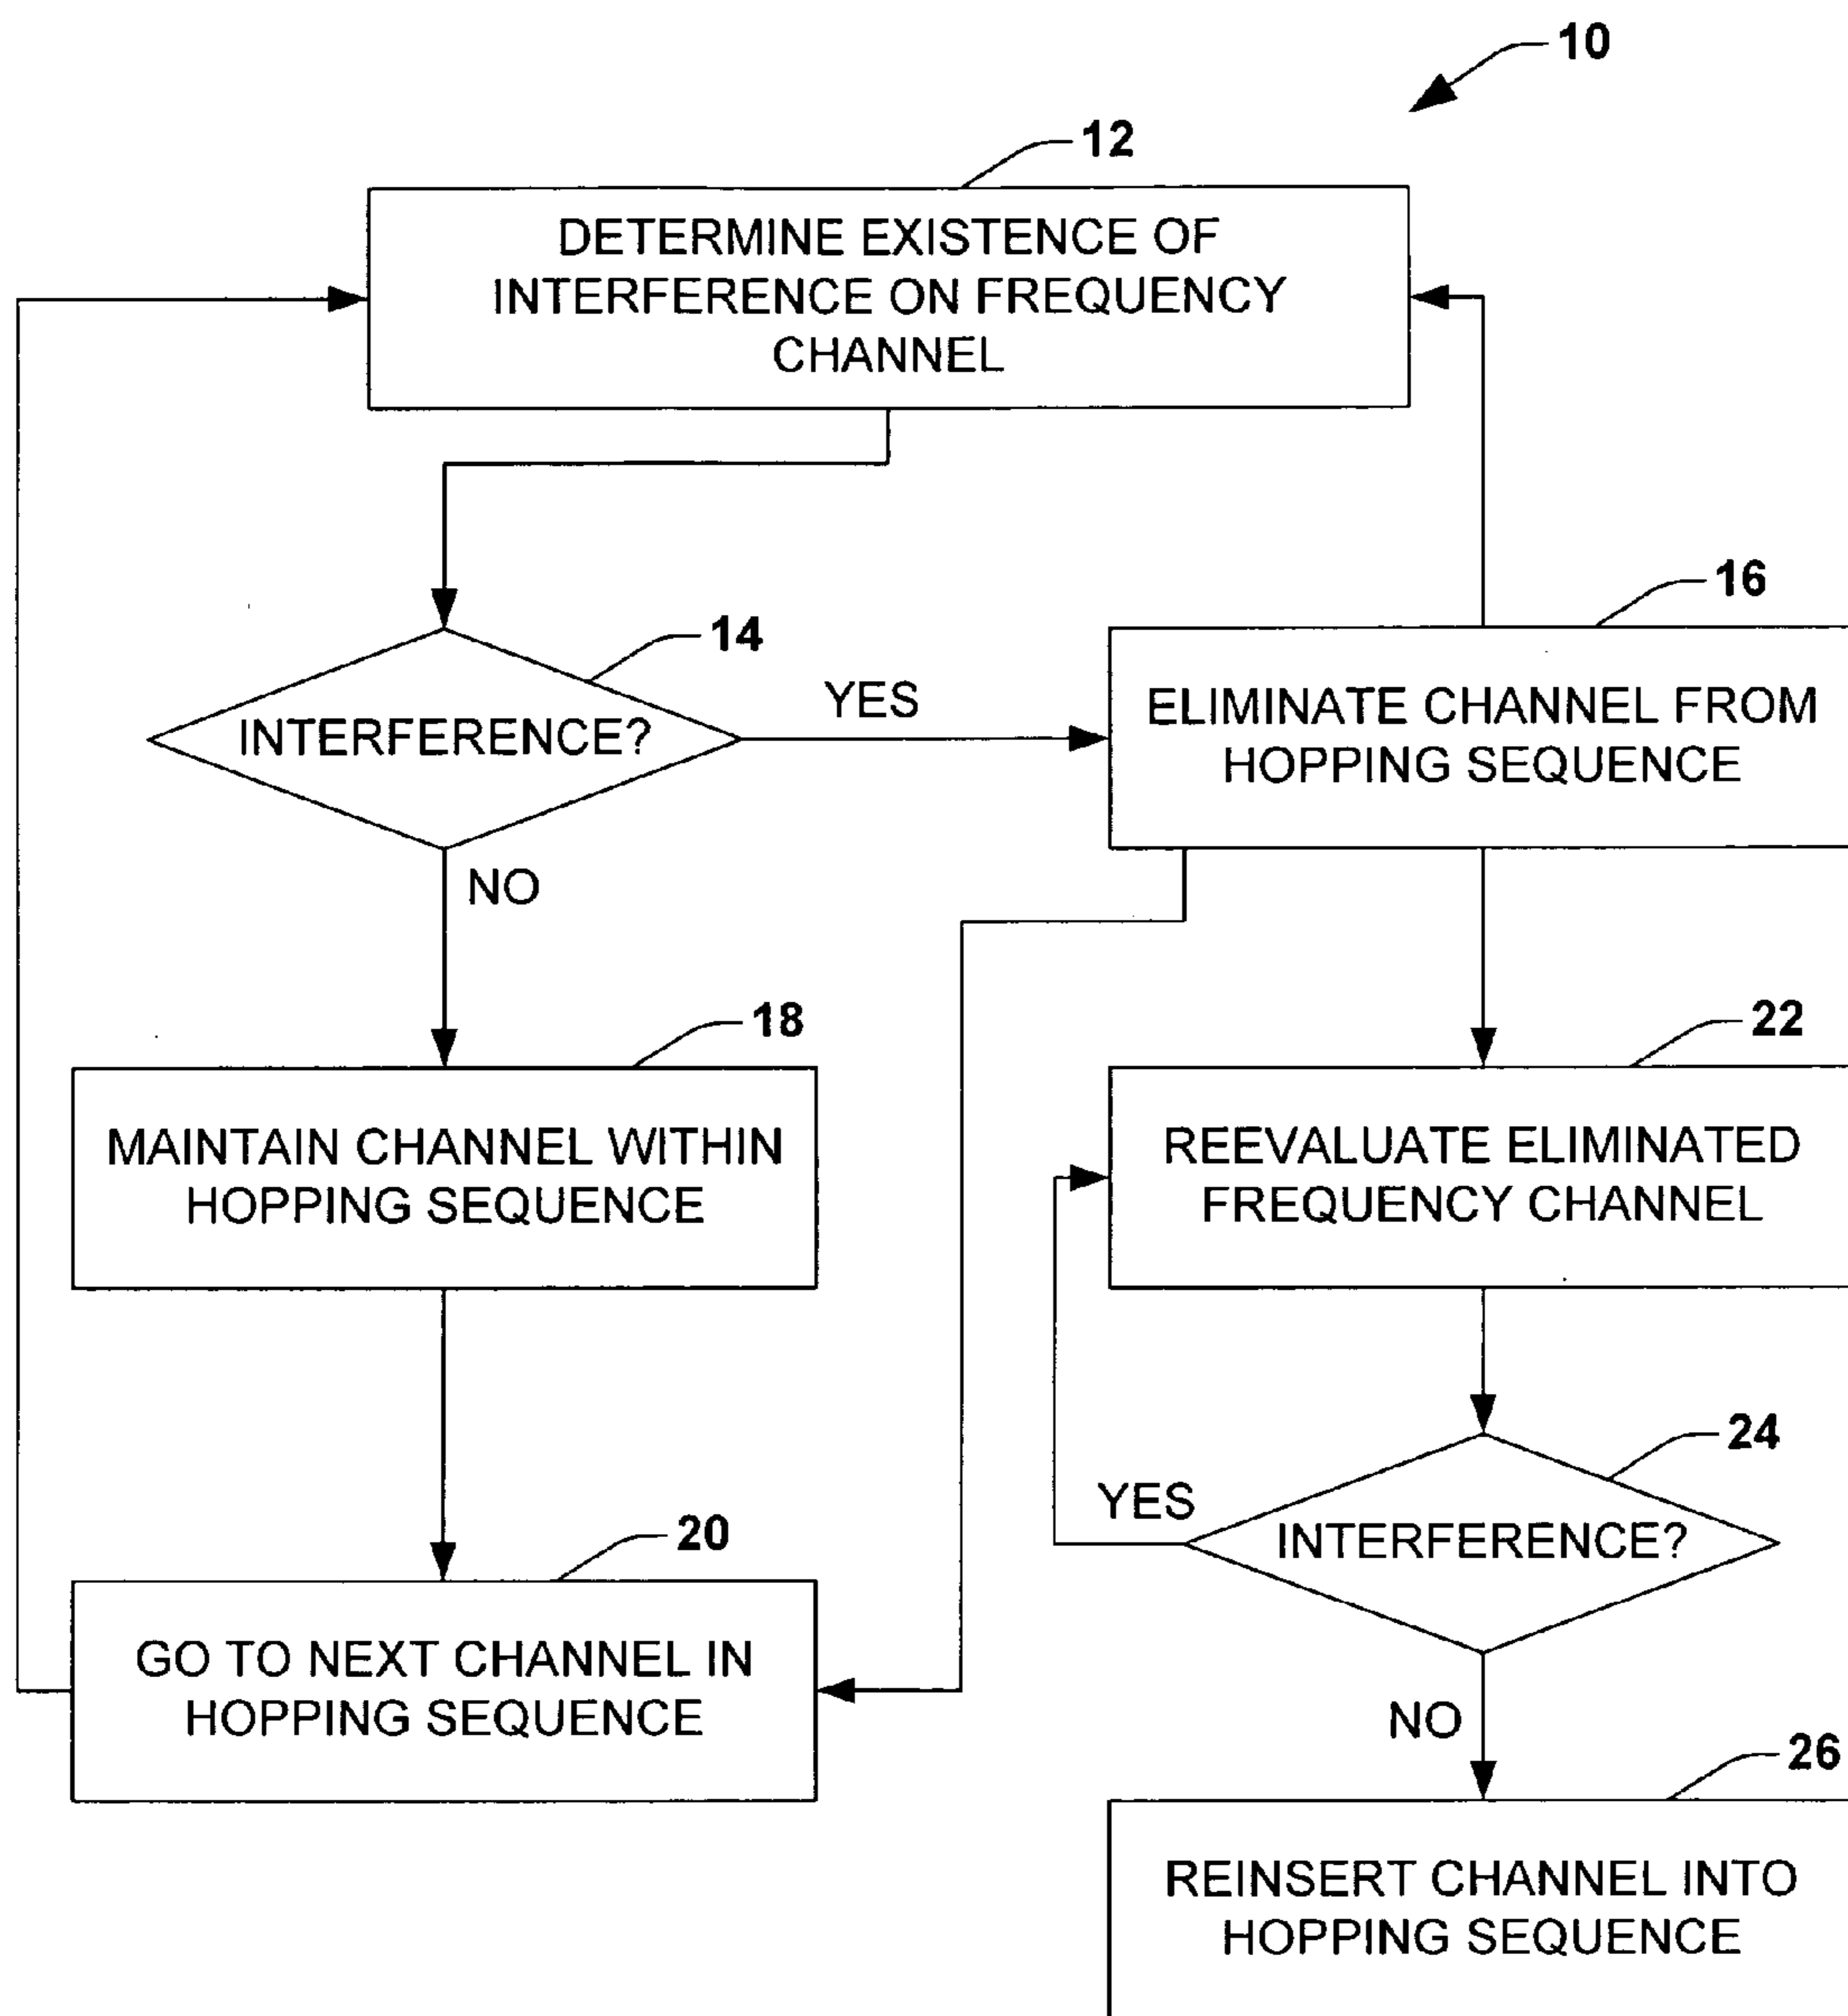 10
12
DETERMINE EXISTENCE OF
INTERFERENCE ON FREQUENCY
CHANNEL
14
INTERFERENCE?
YES
NO
16
ELIMINATE CHANNEL FROM
HOPPING SEQUENCE
18
MAINTAIN CHANNEL WITHIN
HOPPING SEQUENCE
20
GO TO NEXT CHANNEL IN
HOPPING SEQUENCE
22
REEVALUATE ELIMINATED
FREQUENCY CHANNEL
24
INTERFERENCE?
YES
NO
26
REINSERT CHANNEL INTO
HOPPING SEQUENCE